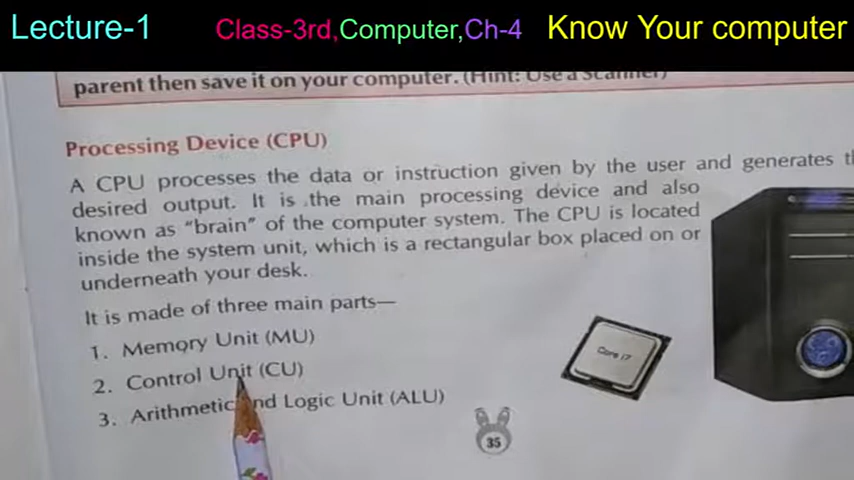 Lecture-1 Class-3rd,Computer,Ch-4 Know Your computer
parent then save it on your computer. (Hint: Use a Scanner)
Processing Device (CPU)
A CPU processes the data or instruction given by the user and generates
desired output. It is the main processing device and also
known as "brain" of the computer system. The CPU is located
inside the system unit, which is a rectangular box placed on or
underneath your desk.
It is made of three main parts—
1. Memory Unit (MU)
2. Control Unit (CU)
3. Arithmetic and Logic Unit (ALU)
Core i7
35